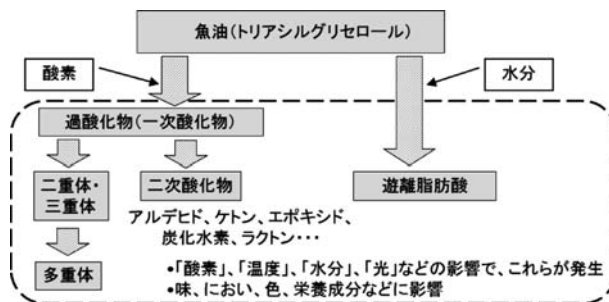 魚油(トリアシルグリセロール)
酸素
水分
過酸化物(一次酸化物)
二重体・
三重体
二次酸化物
遊離脂肪酸
アルデヒド、ケトン、エポキシド、
炭化水素、ラクトン・・・
多重体
•「酸素」、「温度」、「水分」、「光」などの影響で、これらが発生
•味、におい、色、栄養成分などに影響